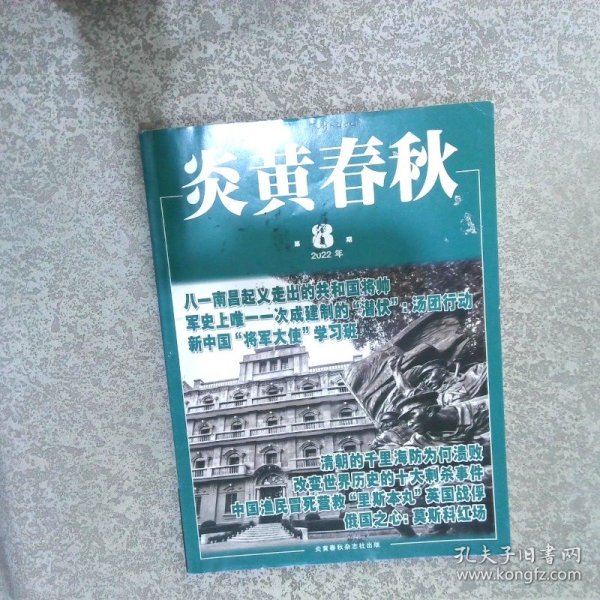 炎黄春秋
第 8 期
2022 年
八一南昌起义走出的共和国将帅
军史上唯一一次成建制的“潜伏”：汤团行动
新中国“将军大使”学习班
清朝的千里海防为何溃败
改变世界历史的十大刺杀事件
中国渔民冒死营救“里斯本丸”英国战俘
俄国之心：莫斯科红场
炎黄春秋杂志社出版
孔夫子旧书网
www.kongfz.com